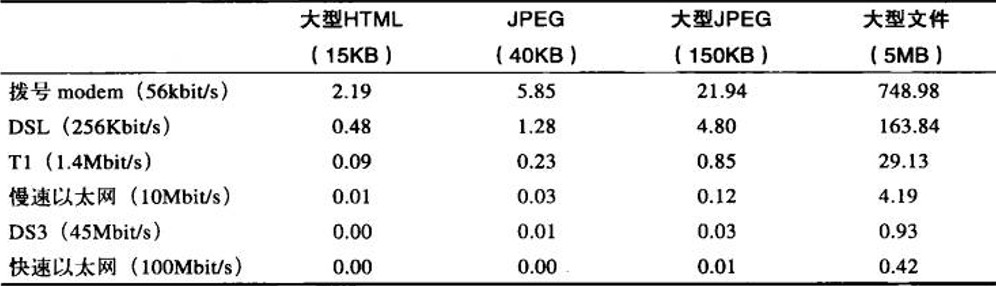 大型HTML JPEG 大型JPEG 大型文件
（15KB） （40KB） （150KB） （5MB）
拨号 modem（56kbit/s） 2.19 5.85 21.94 748.98
DSL（256Kbit/s） 0.48 1.28 4.80 163.84
T1（1.4Mbit/s） 0.09 0.23 0.85 29.13
慢速以太网（10Mbit/s） 0.01 0.03 0.12 4.19
DS3（45Mbit/s） 0.00 0.01 0.03 0.93
快速以太网（100Mbit/s） 0.00 0.00 0.01 0.42